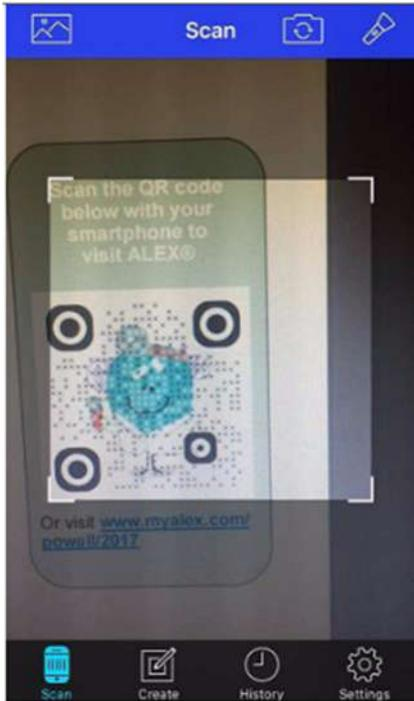 Scan
Scan the QR code
below with your
smartphone to
visit ALEX®
Or visit www.myalex.com/
powell/2017
Scan
Create
History
Settings